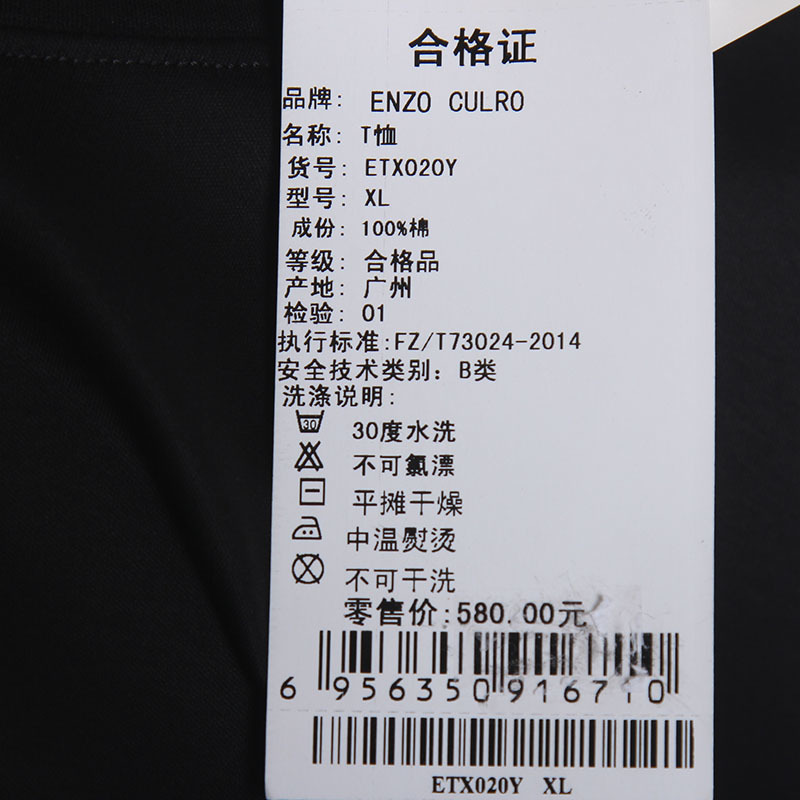 合格证
品牌: ENZO CULRO
名称: T恤
货号: ETX020Y
型号: XL
成份: 100%棉
等级: 合格品
产地: 广州
检验: 01
执行标准:FZ/T73024-2014
安全技术类别: B类
洗涤说明:
30
30度水洗
不可氯漂
平摊干燥
中温熨烫
不可干洗
零售价:580.00元
ETX020Y XL